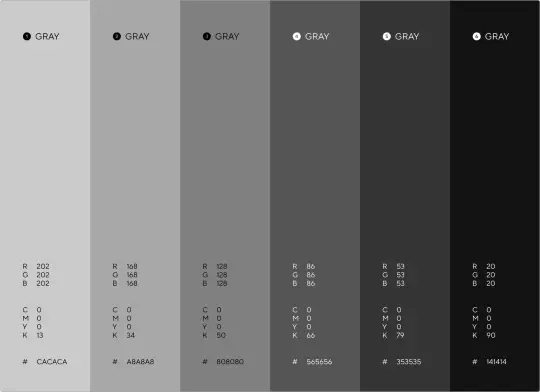 1 GRAY
R 202
G 202
B 202
C 0
M 0
Y 0
K 13
# CACACA
2 GRAY
R 168
G 168
B 168
C 0
M 0
Y 0
K 34
# A8A8A8
3 GRAY
R 128
G 128
B 128
C 0
M 0
Y 0
K 50
# 808080
4 GRAY
R 86
G 86
B 86
C 0
M 0
Y 0
K 66
# 565656
5 GRAY
R 53
G 53
B 53
C 0
M 0
Y 0
K 79
# 353535
6 GRAY
R 20
G 20
B 20
C 0
M 0
Y 0
K 90
# 141414